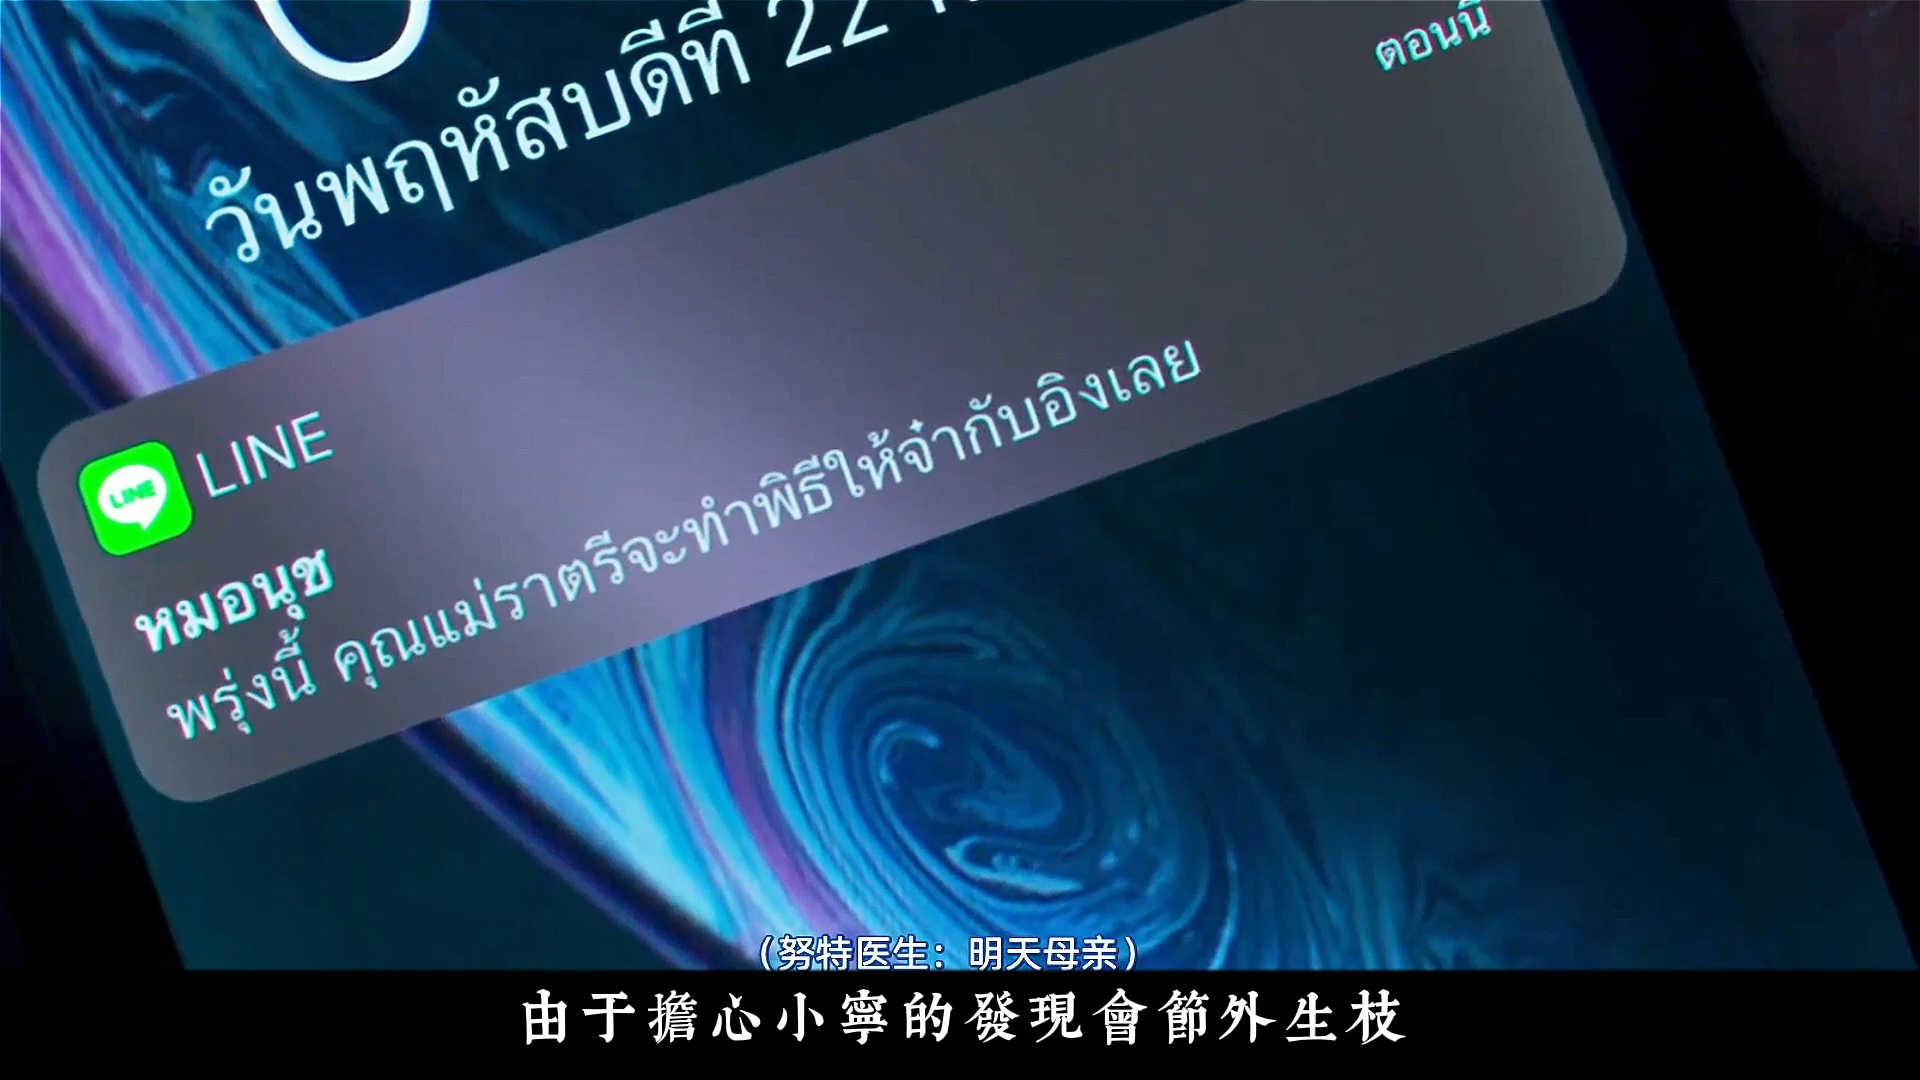 วันพฤหัสบดีที่ 22
ตอนนี้
LINE
LINE
หมอนุช
พรุ่งนี้ คุณแม่ราตรีจะทำพิธีให้จ๋ากับอิงเลย
（努特医生：明天母亲）
由于擔心小寧的發現會節外生枝